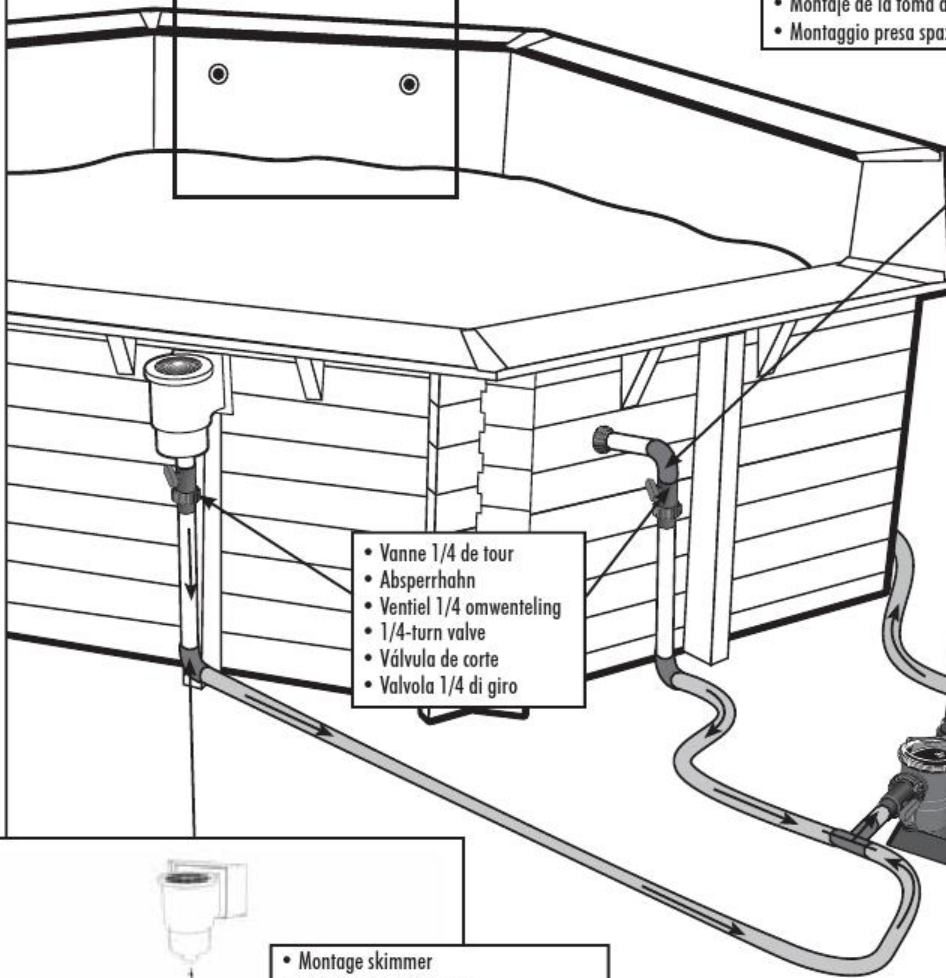 • Montaje de la toma
• Montaggio presa
• Vanne 1/4 de tour
• Absperrhahn
• Ventiel 1/4 omwenteling
• 1/4-turn valve
• Válvula de corte
• Valvola 1/4 di giro
• Montage skimmer